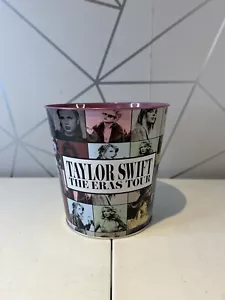 TAYLOR SWIFT
THE ERAS TOUR